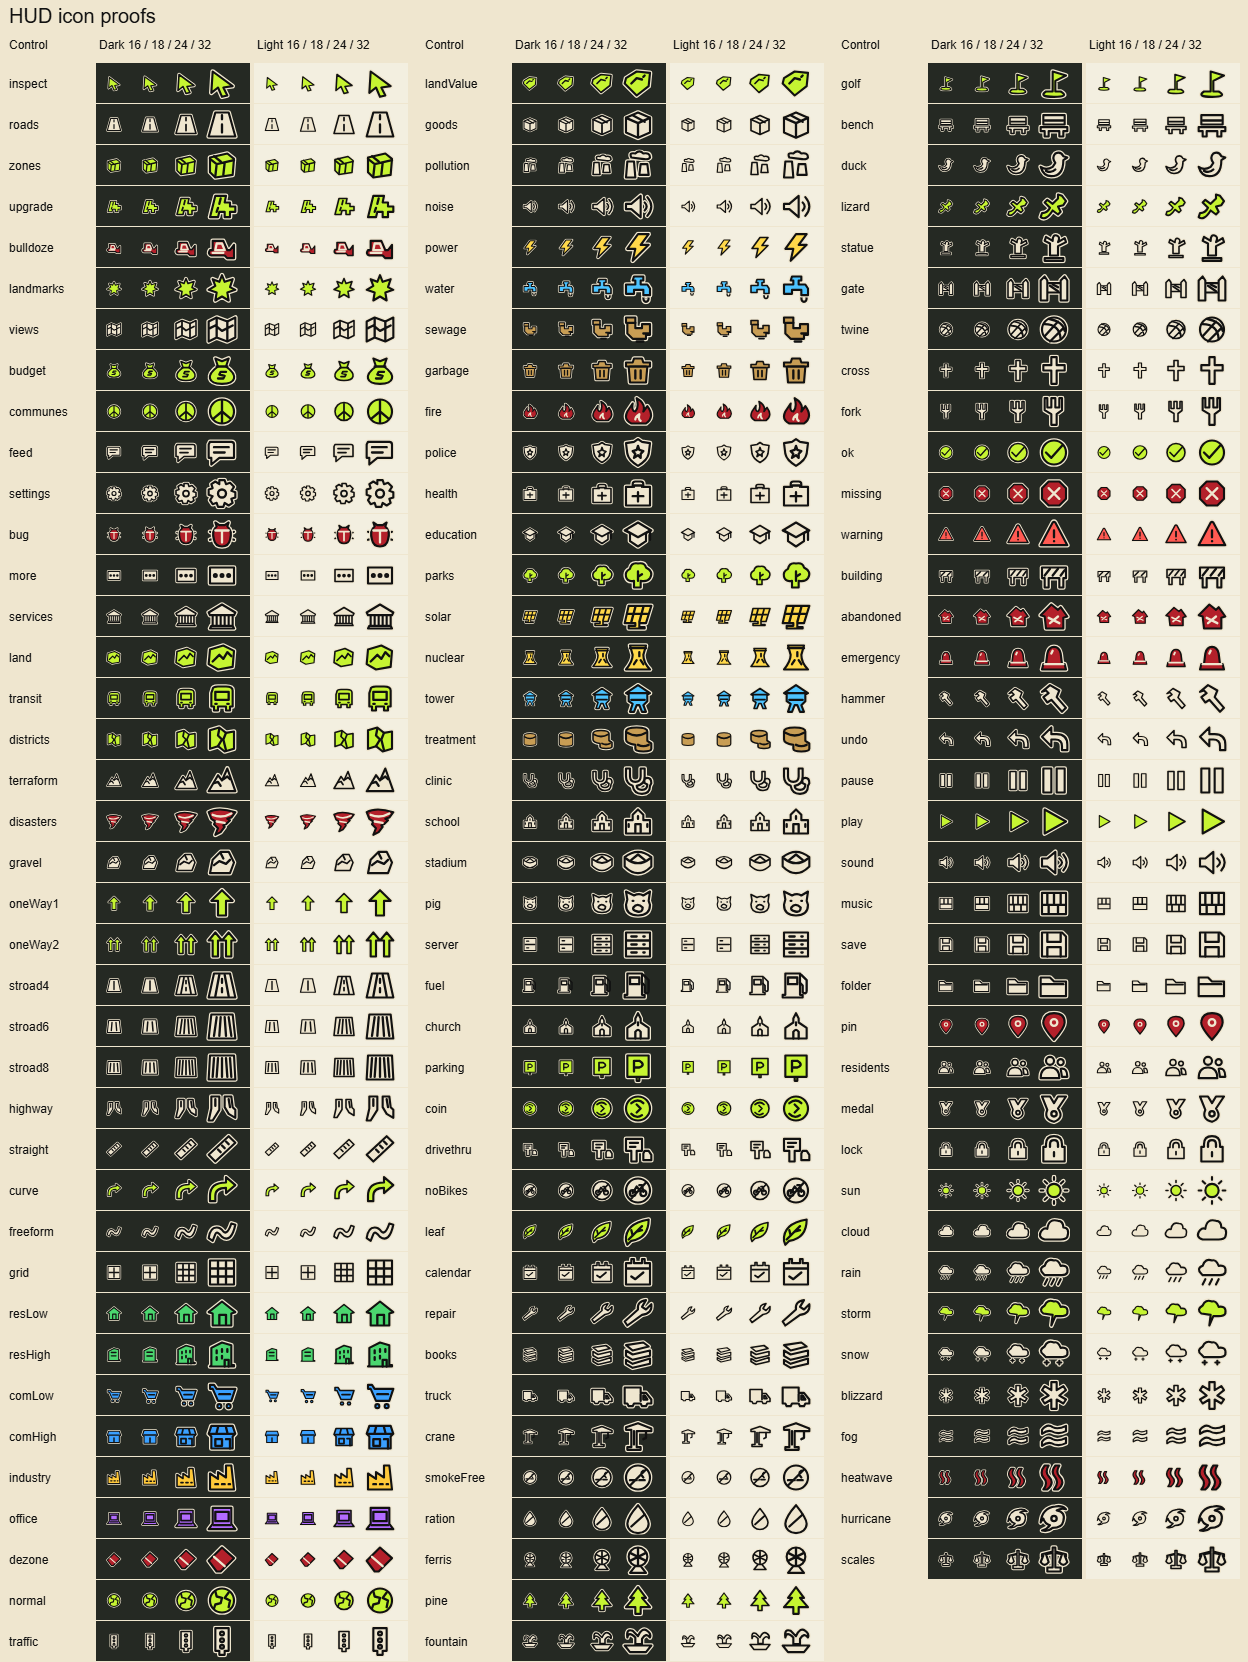 HUD icon proofs
Control Dark 16 / 18 / 24 / 32 Light 16 / 18 / 24 / 32 Control Dark 16 / 18 / 24 / 32 Light 16 / 18 / 24 / 32 Control Dark 16 / 18 / 24 / 32 Light 16 / 18 / 24 / 32
inspect landValue golf
roads goods bench
zones pollution duck
upgrade noise lizard
bulldoze power statue
landmarks water gate
views sewage twine
budget garbage cross
communes fire fork
feed police ok
settings health missing
bug education warning
more parks building
services solar abandoned
land nuclear emergency
transit tower hammer
districts treatment undo
terraform clinic pause
disasters school play
gravel stadium sound
oneWay1 pig music
oneWay2 server save
stroad4 fuel folder
stroad6 church pin
stroad8 parking P P P P P P P P residents
highway coin medal
straight drivethru lock
curve noBikes sun
freeform leaf cloud
grid calendar rain
resLow repair storm
resHigh books snow
comLow truck blizzard
comHigh crane fog
industry smokeFree heatwave
office ration hurricane
dezone ferris scales
normal pine
traffic fountain